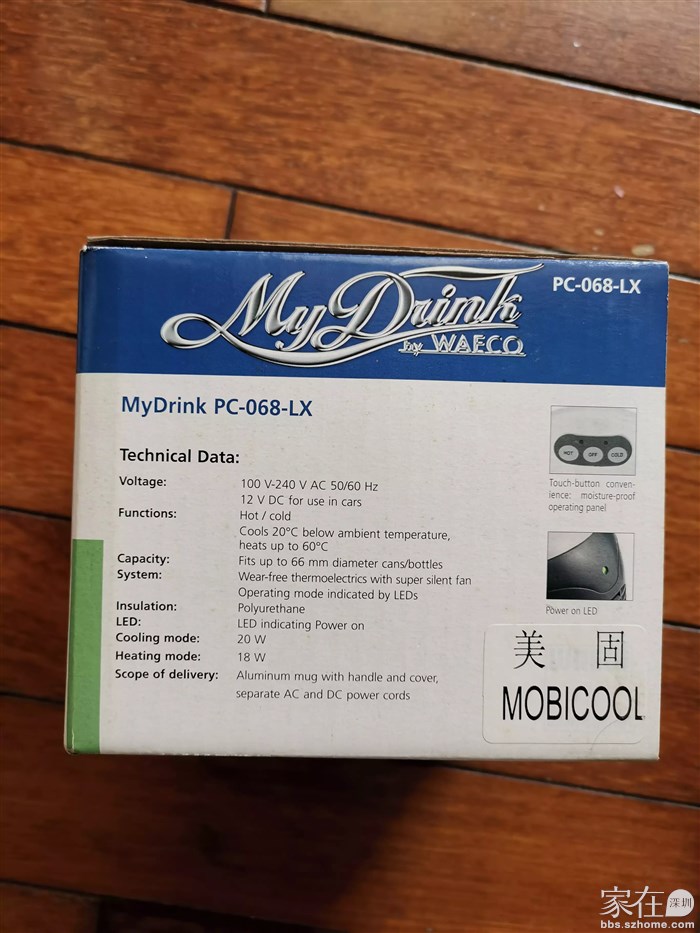 MyDrink
by WAECO
PC-068-LX
MyDrink PC-068-LX
Technical Data:
Voltage: 100 V-240 V AC 50/60 Hz
12 V DC for use in cars
Functions: Hot / cold
Cools 20°C below ambient temperature,
heats up to 60°C
Capacity: Fits up to 66 mm diameter cans/bottles
System: Wear-free thermoelectrics with super silent fan
Operating mode indicated by LEDs
Insulation: Polyurethane
LED: LED indicating Power on
Cooling mode: 20 W
Heating mode: 18 W
Scope of delivery: Aluminum mug with handle and cover,
separate AC and DC power cords
HOT OFF COLD
Touch-button conven-
ience: moisture-proof
operating panel
Power on LED
美 固
MOBICOOL
家在深圳
bbs.szhome.com